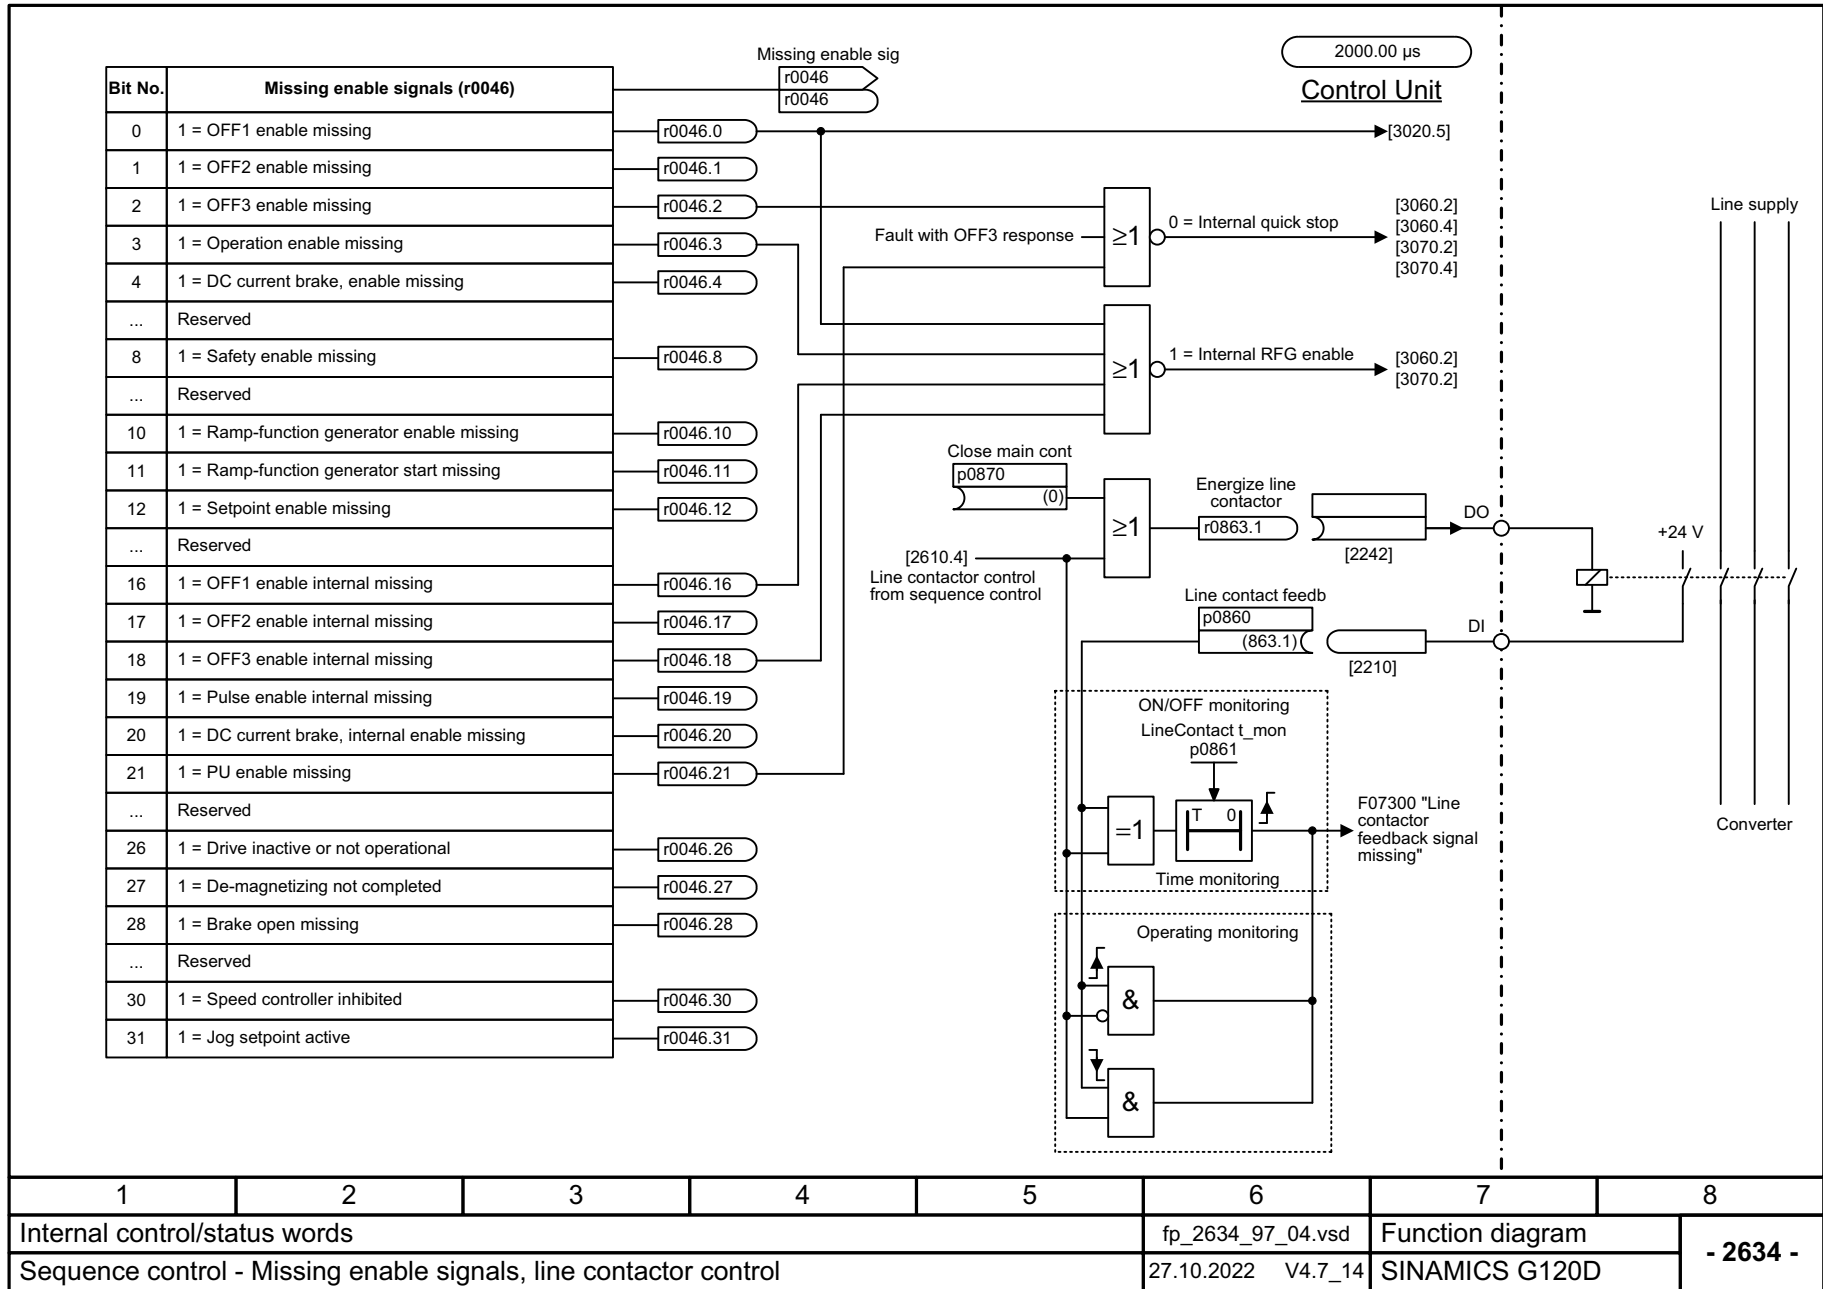 Missing enable sig
r0046
r0046
2000.00 µs
Control Unit
Bit No. Missing enable signals (r0046)
0 1 = OFF1 enable missing r0046.0 [3020.5]
1 1 = OFF2 enable missing r0046.1
2 1 = OFF3 enable missing r0046.2
3 1 = Operation enable missing r0046.3
4 1 = DC current brake, enable missing r0046.4
... Reserved
8 1 = Safety enable missing r0046.8
... Reserved
10 1 = Ramp-function generator enable missing r0046.10
11 1 = Ramp-function generator start missing r0046.11
12 1 = Setpoint enable missing r0046.12
... Reserved
16 1 = OFF1 enable internal missing r0046.16
17 1 = OFF2 enable internal missing r0046.17
18 1 = OFF3 enable internal missing r0046.18
19 1 = Pulse enable internal missing r0046.19
20 1 = DC current brake, internal enable missing r0046.20
21 1 = PU enable missing r0046.21
... Reserved
26 1 = Drive inactive or not operational r0046.26
27 1 = De-magnetizing not completed r0046.27
28 1 = Brake open missing r0046.28
... Reserved
30 1 = Speed controller inhibited r0046.30
31 1 = Jog setpoint active r0046.31
Fault with OFF3 response
≥1
0 = Internal quick stop
[3060.2]
[3060.4]
[3070.2]
[3070.4]
≥1
1 = Internal RFG enable
[3060.2]
[3070.2]
Close main cont
p0870
(0)
[2610.4]
Line contactor control
from sequence control
≥1
Energize line
contactor
r0863.1
[2242]
DO
Line contact feedb
p0860
(863.1)
[2210]
DI
Line supply
+24 V
Converter
ON/OFF monitoring
LineContact t_mon
p0861
=1
T 0
Time monitoring
F07300 "Line
contactor
feedback signal
missing"
Operating monitoring
&
&
1 2 3 4 5 6 7 8
Internal control/status words fp_2634_97_04.vsd Function diagram
- 2634 -
Sequence control - Missing enable signals, line contactor control 27.10.2022 V4.7_14 SINAMICS G120D